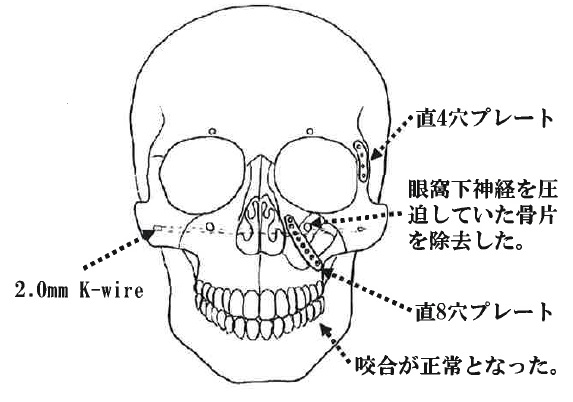 直4穴プレート
眼窩下神経を圧
迫していた骨片
を除去した。
2.0mm K-wire
直8穴プレート
咬合が正常となった。